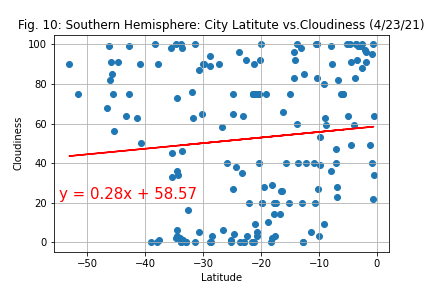 Fig. 10: Southern Hemisphere: City Latitute vs.Cloudiness (4/23/21)
100
80
60
40
20
0
Cloudiness
y = 0.28x + 58.57
−50 −40 −30 −20 −10 0
Latitude